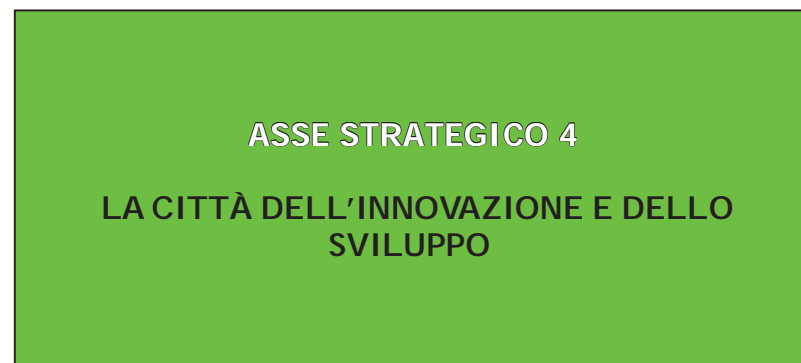 ASSE STRATEGICO 4
LA CITTÀ DELL’INNOVAZIONE E DELLO
SVILUPPO